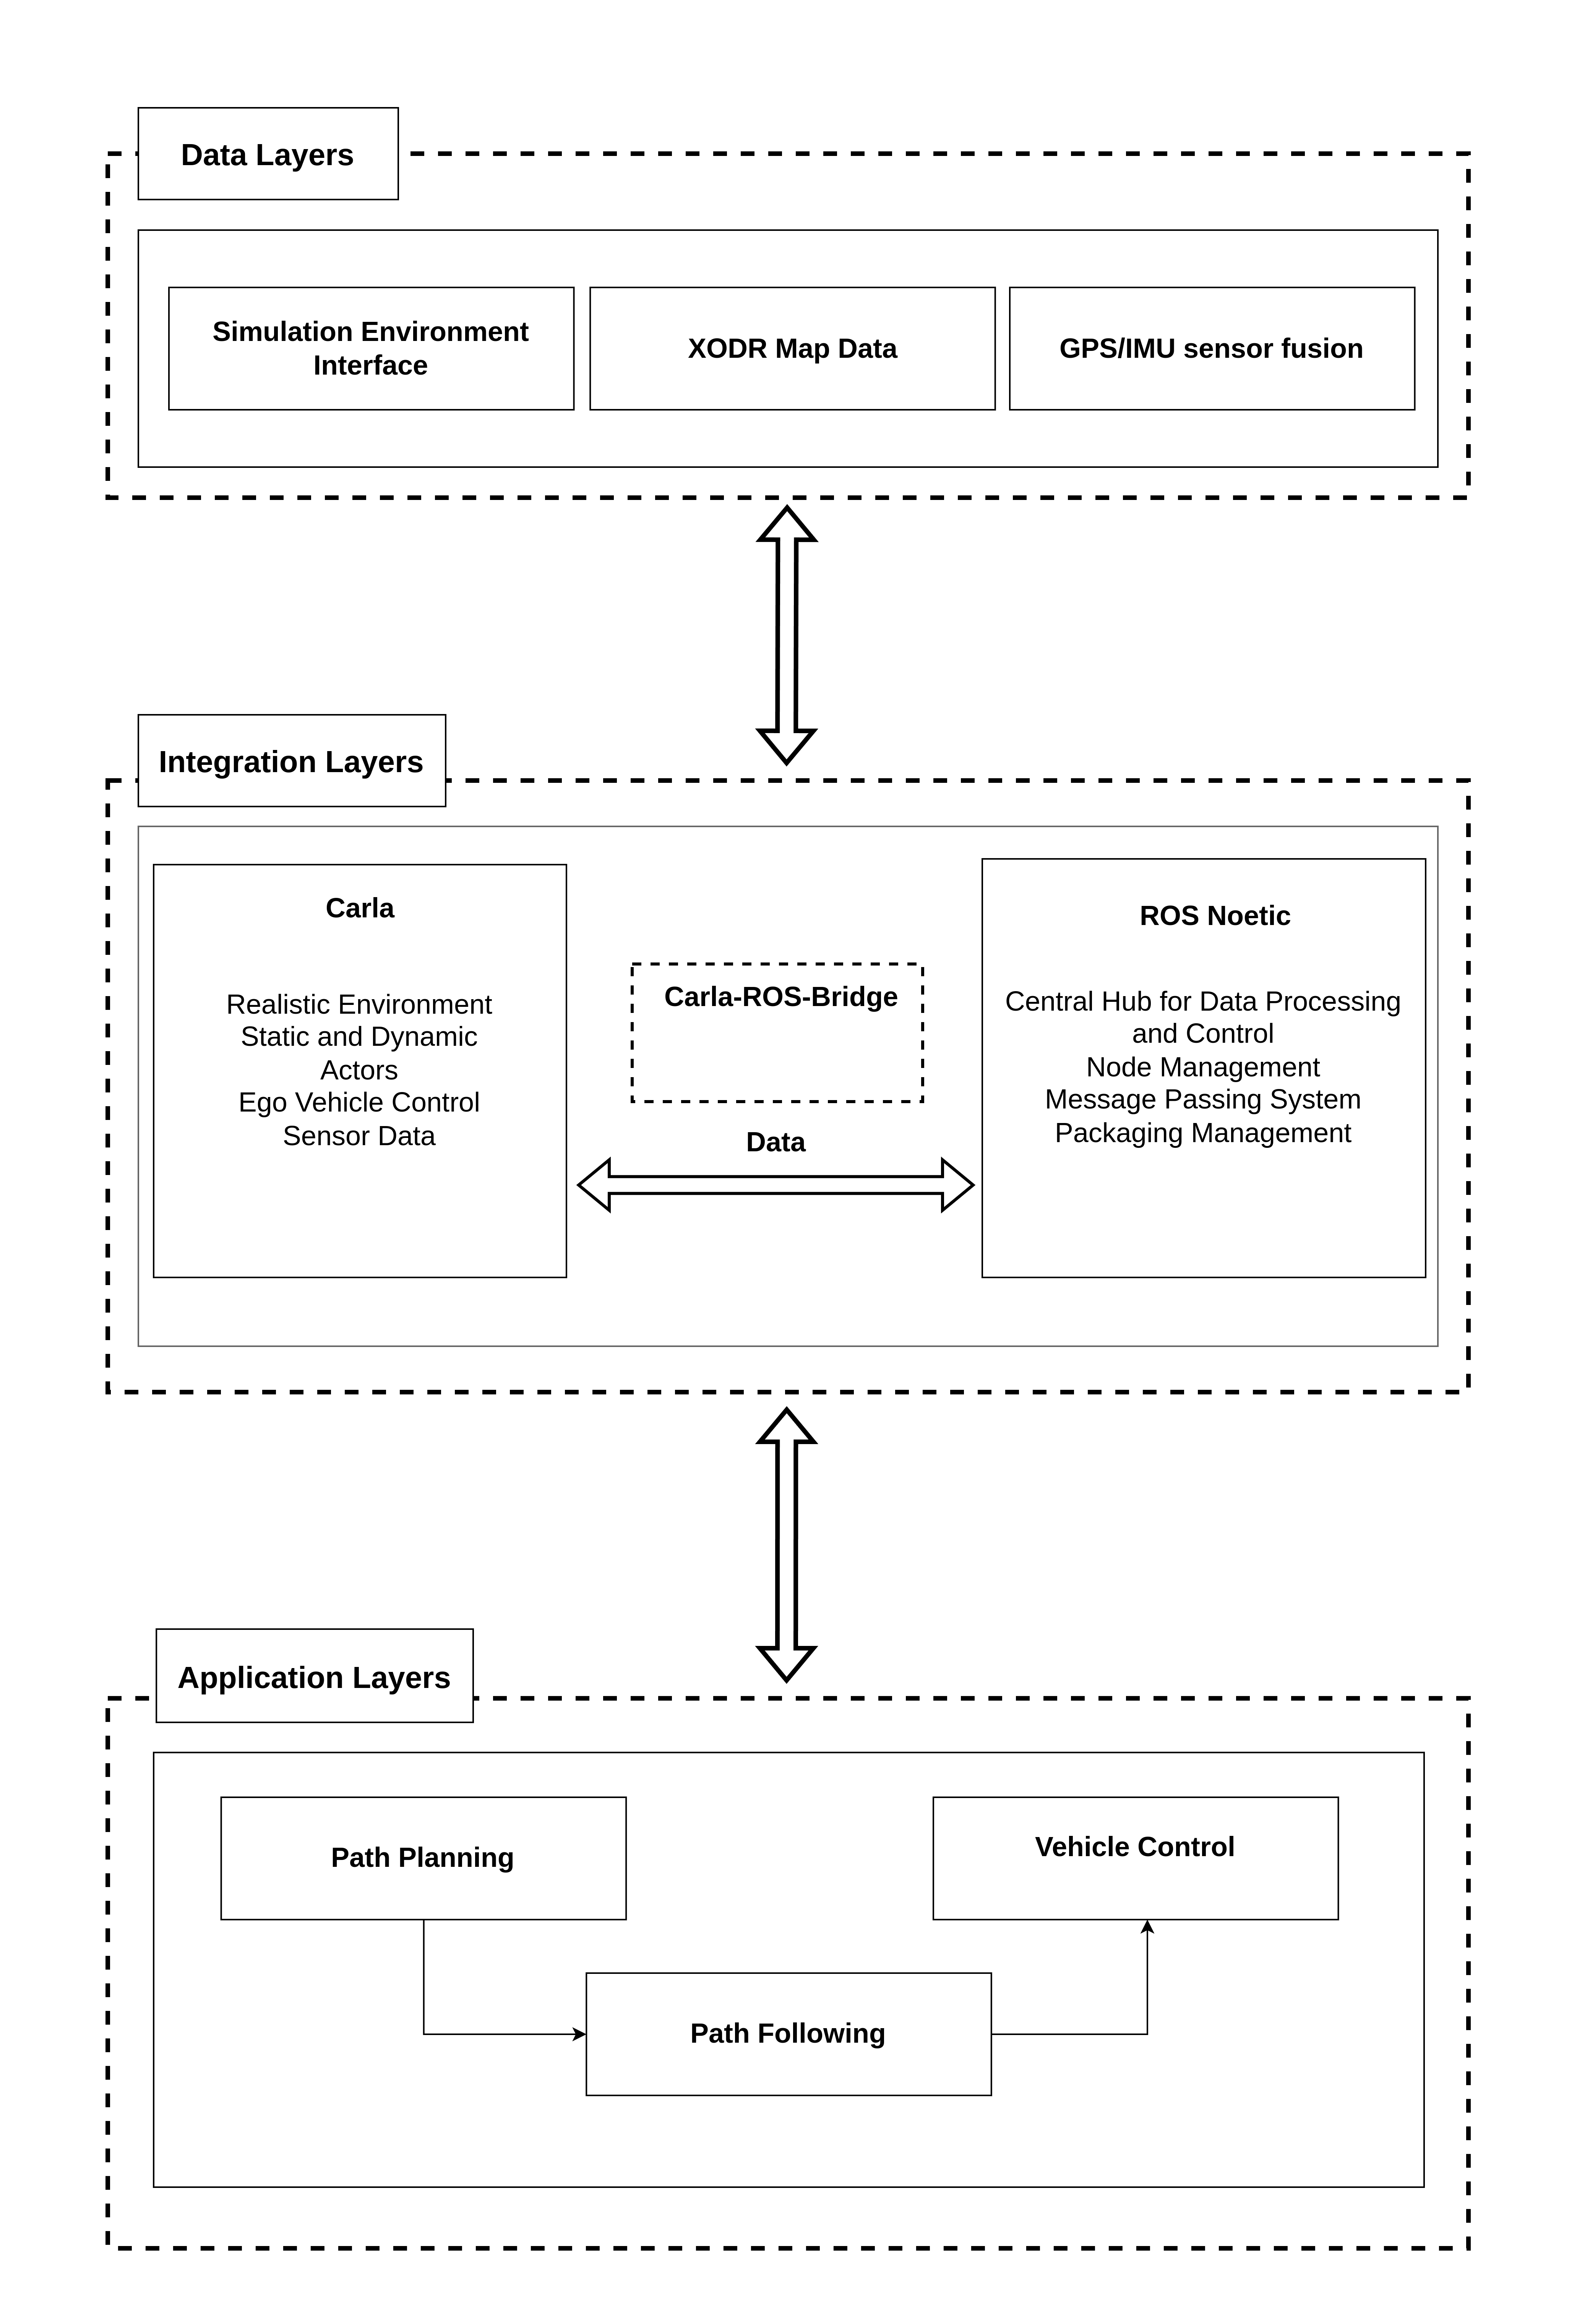 Data Layers
Simulation Environment
Interface
XODR Map Data
GPS/IMU sensor fusion
Integration Layers
Carla
Realistic Environment
Static and Dynamic
Actors
Ego Vehicle Control
Sensor Data
Carla-ROS-Bridge
Data
ROS Noetic
Central Hub for Data Processing
and Control
Node Management
Message Passing System
Packaging Management
Application Layers
Path Planning
Vehicle Control
Path Following